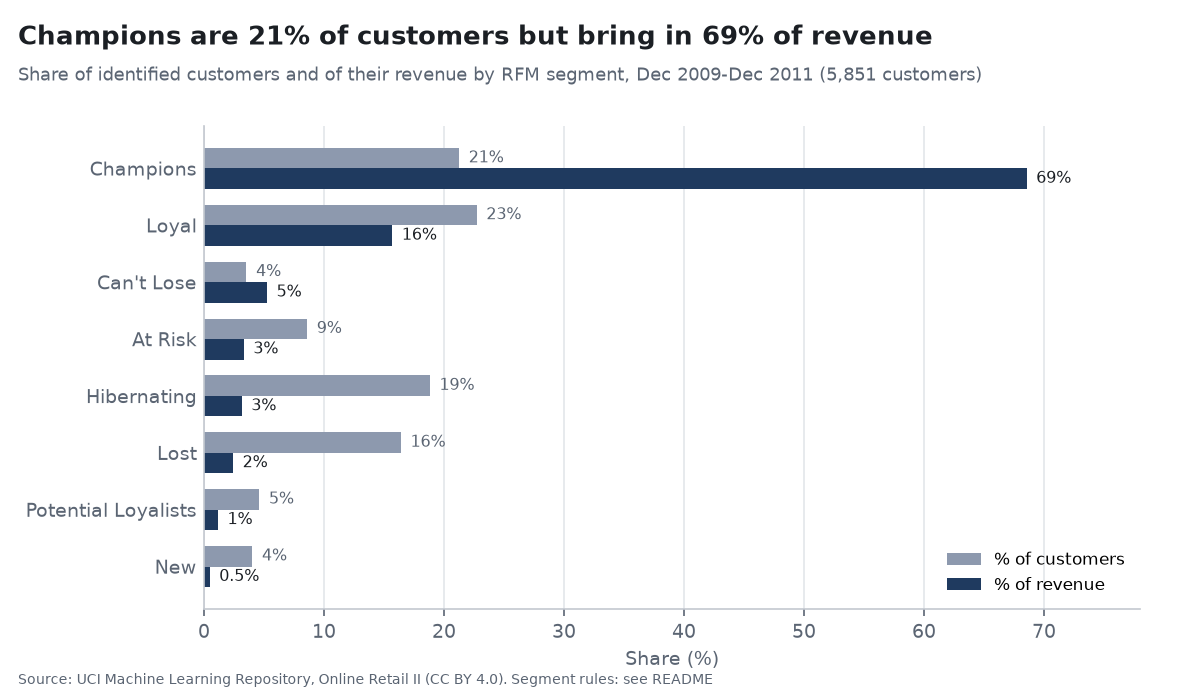 Champions are 21% of customers but bring in 69% of revenue
Share of identified customers and of their revenue by RFM segment, Dec 2009-Dec 2011 (5,851 customers)
Champions
21%
69%
Loyal
23%
16%
Can't Lose
4%
5%
At Risk
9%
3%
Hibernating
19%
3%
Lost
16%
2%
Potential Loyalists
5%
1%
New
4%
0.5%
% of customers
% of revenue
0 10 20 30 40 50 60 70
Share (%)
Source: UCI Machine Learning Repository, Online Retail II (CC BY 4.0). Segment rules: see README